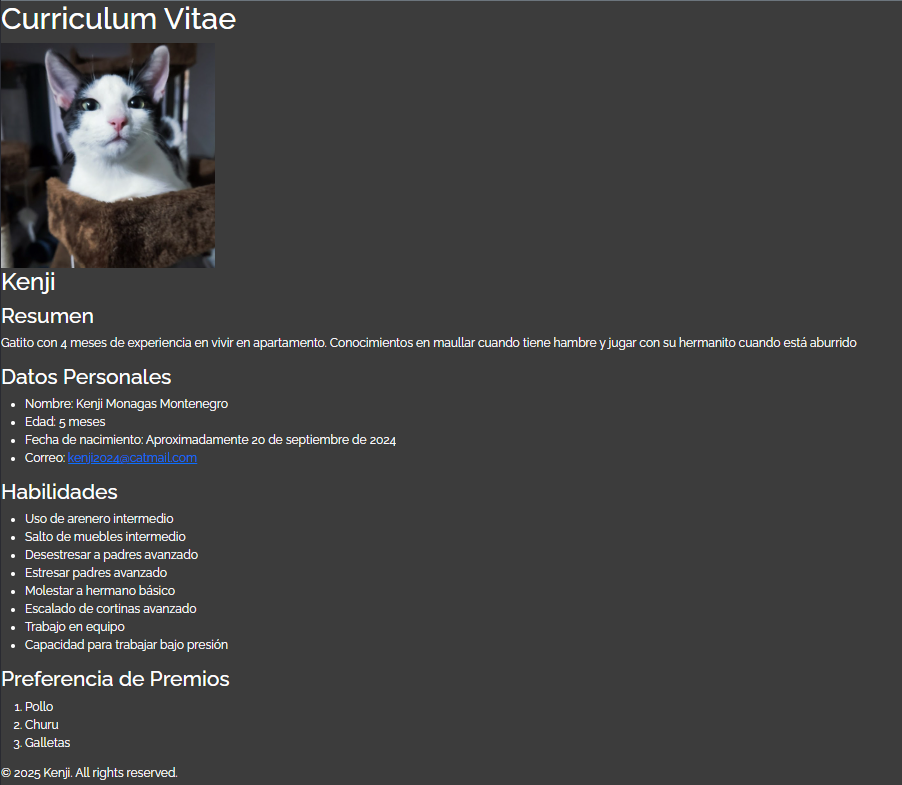 Curriculum Vitae
Kenji
Resumen
Gatito con 4 meses de experiencia en vivir en apartamento. Conocimientos en maullar cuando tiene hambre y jugar con su hermanito cuando está aburrido
Datos Personales
• Nombre: Kenji Monagas Montenegro
• Edad: 5 meses
• Fecha de nacimiento: Aproximadamente 20 de septiembre de 2024
• Correo: kenji2024@catmail.com
Habilidades
• Uso de arenero intermedio
• Salto de muebles intermedio
• Desestresar a padres avanzado
• Estresar padres avanzado
• Molestar a hermano básico
• Escalado de cortinas avanzado
• Trabajo en equipo
• Capacidad para trabajar bajo presión
Preferencia de Premios
1. Pollo
2. Churu
3. Galletas
© 2025 Kenji. All rights reserved.